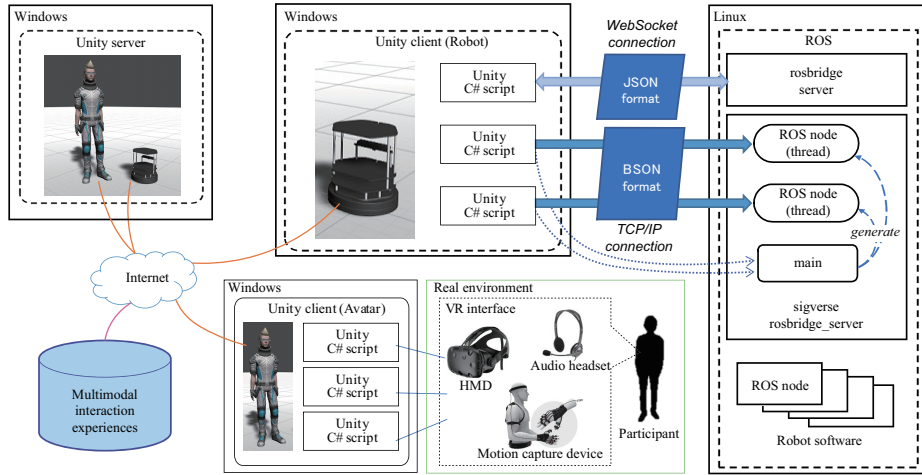 Windows
Unity server
Windows
Unity client (Robot)
Unity
C# script
Unity
C# script
Unity
C# script
WebSocket
connection
JSON
format
BSON
format
TCP/IP
connection
Linux
ROS
rosbridge
server
ROS node
(thread)
ROS node
(thread)
generate
main
sigverse
rosbridge_server
ROS node
Robot software
Internet
Multimodal
interaction
experiences
Windows
Unity client (Avatar)
Unity
C# script
Unity
C# script
Unity
C# script
Real environment
VR interface
HMD
Audio headset
Motion capture device
Participant